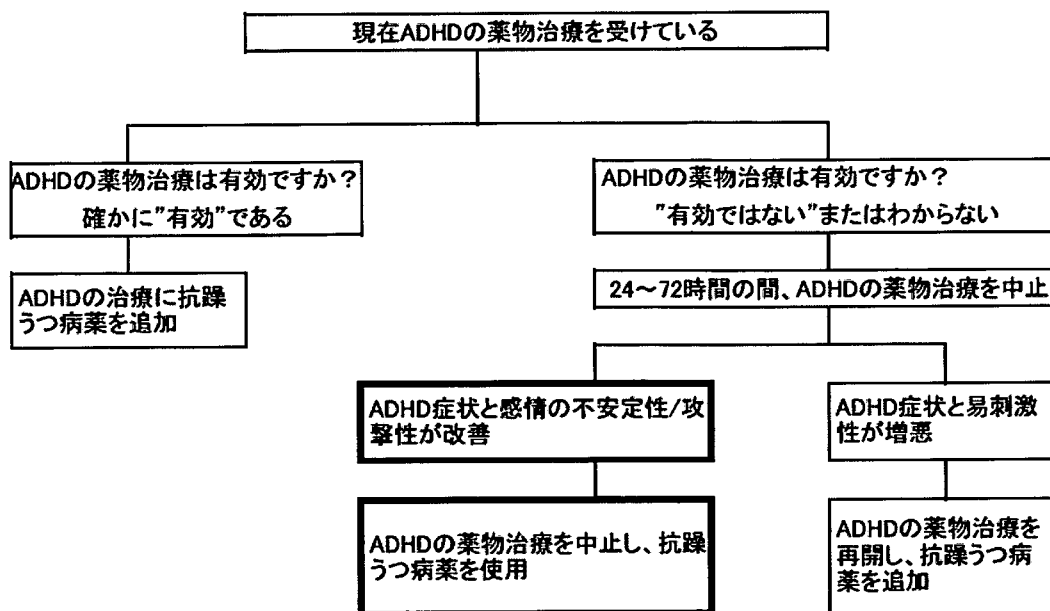 現在ADHDの薬物治療を受けている
ADHDの薬物治療は有効ですか？
確かに”有効”である
ADHDの薬物治療は有効ですか？
”有効ではない”またはわからない
ADHDの治療に抗躁
うつ病薬を追加
24～72時間の間、ADHDの薬物治療を中止
ADHD症状と感情の不安定性/攻
撃性が改善
ADHD症状と易刺激
性が増悪
ADHDの薬物治療を中止し、抗躁
うつ病薬を使用
ADHDの薬物治療を
再開し、抗躁うつ病
薬を追加